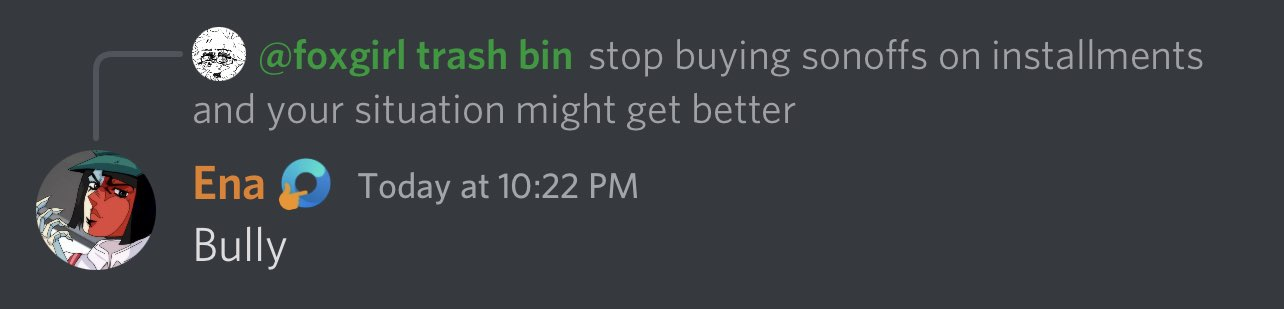 @foxgirl trash bin stop buying sonoffs on installments
and your situation might get better
Ena Today at 10:22 PM
Bully